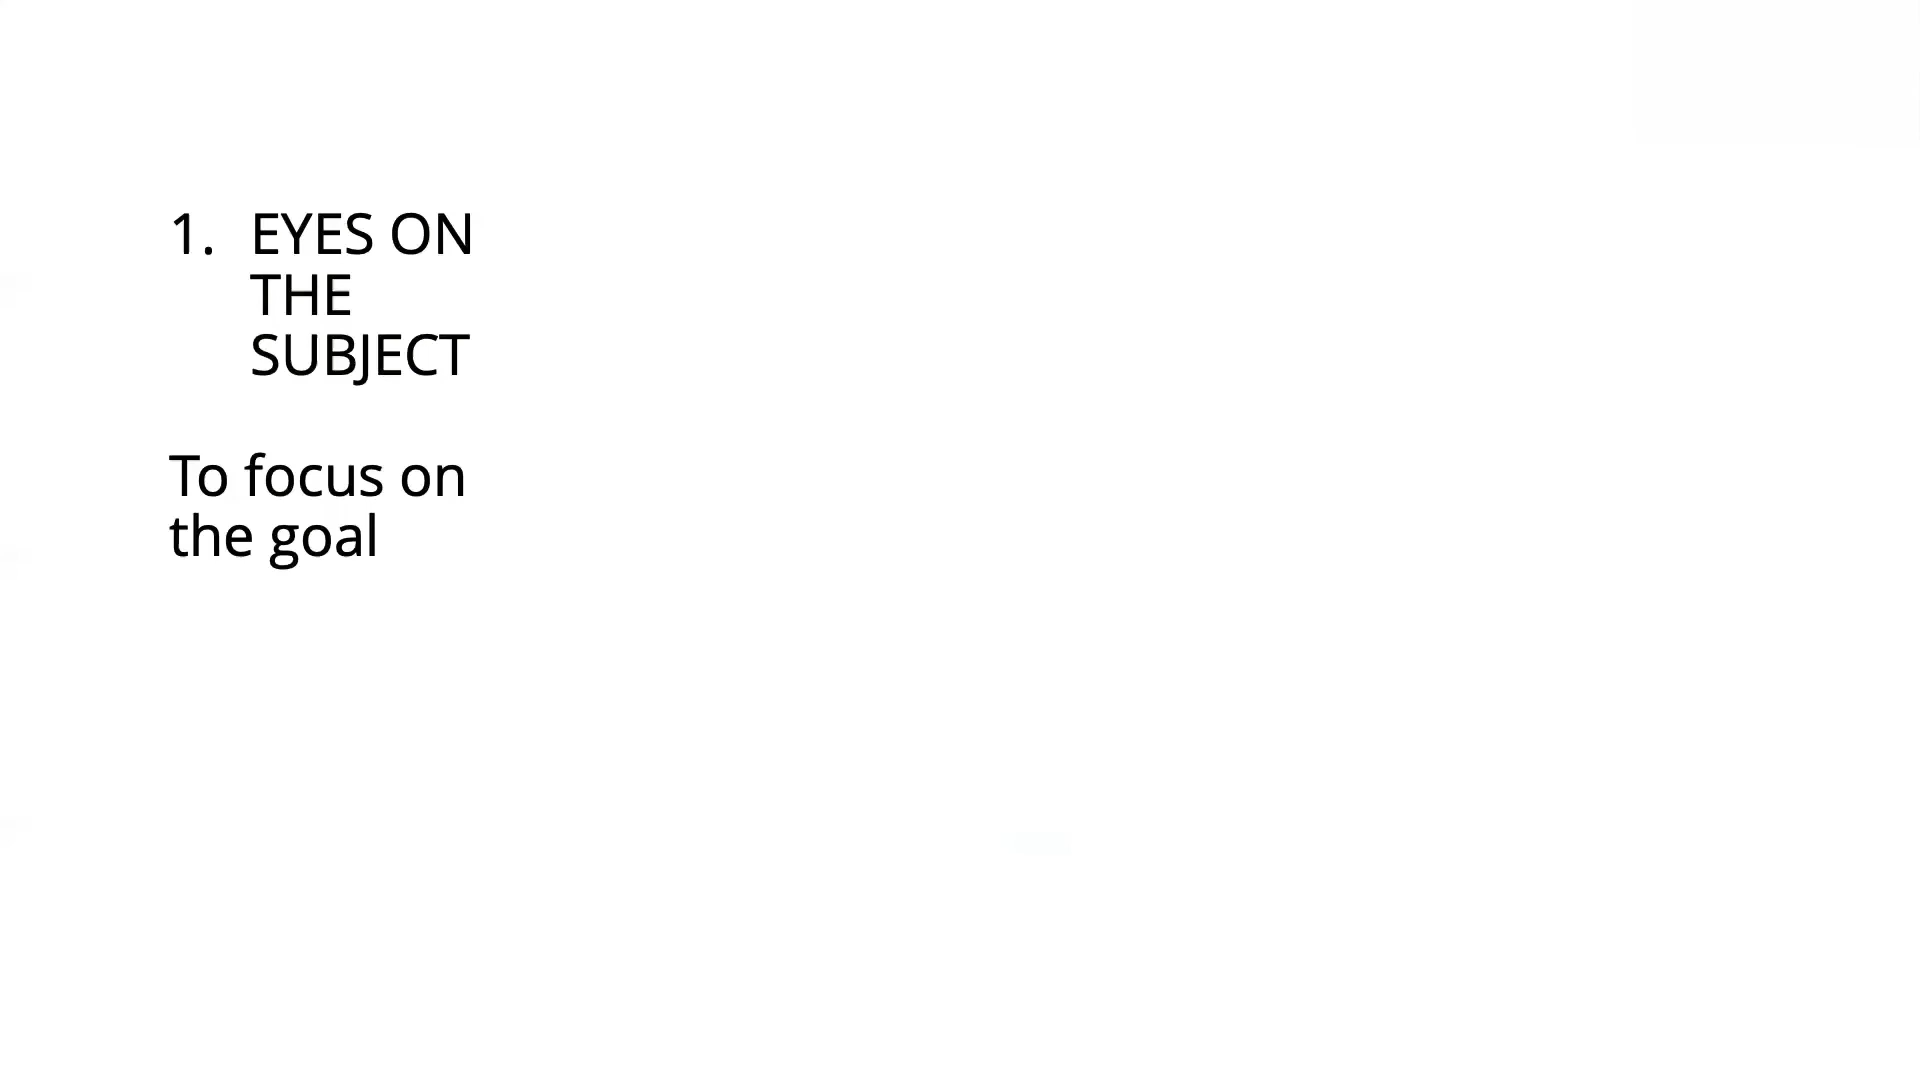 1. EYES ON
THE
SUBJECT
To focus on
the goal